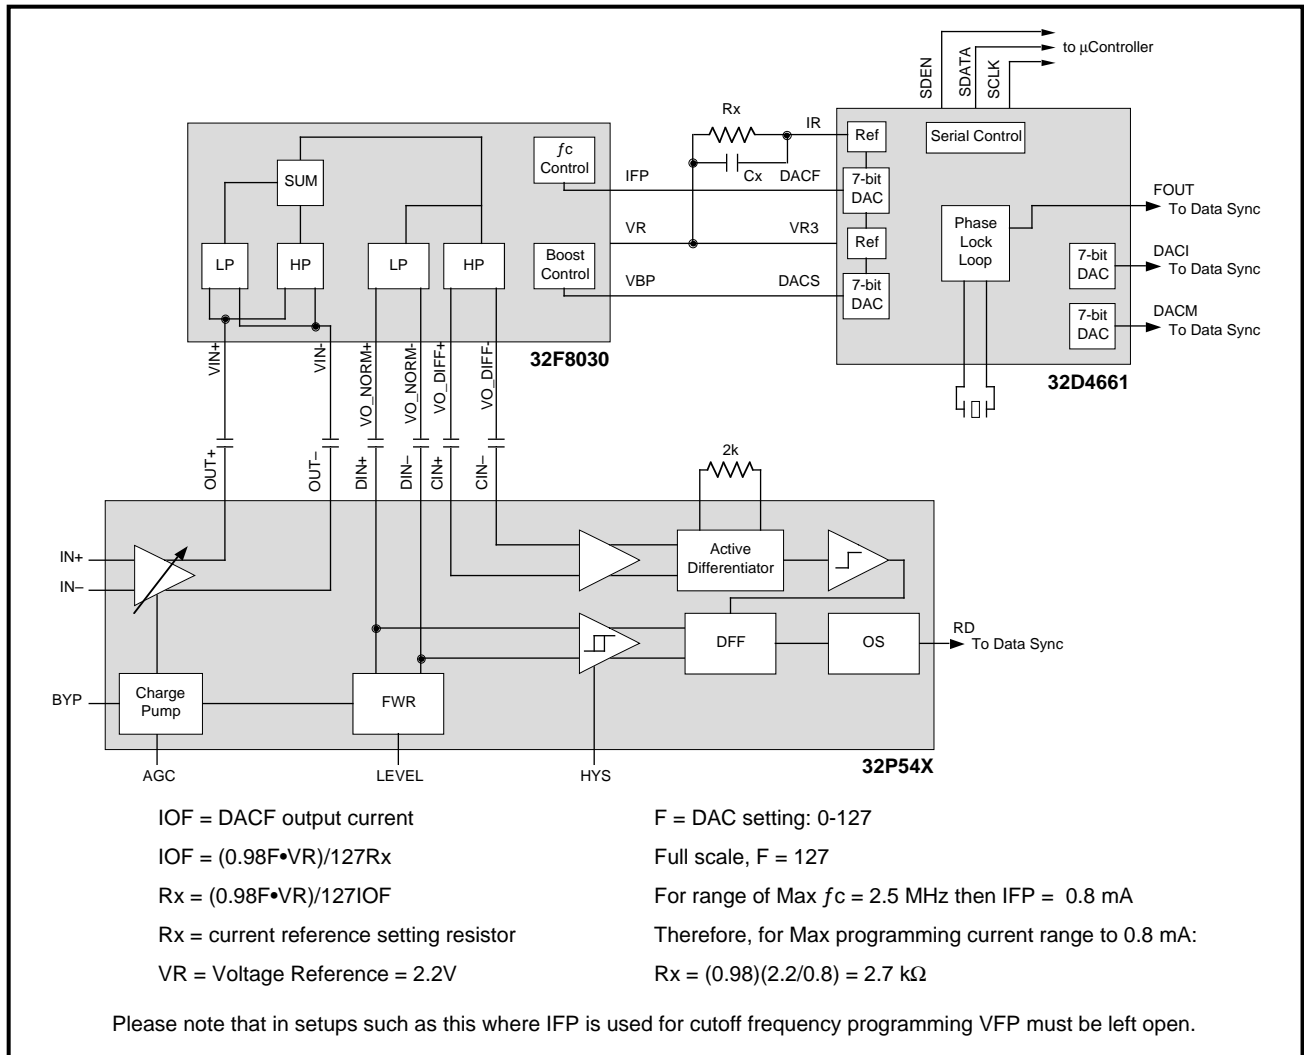 SDEN
SDATA
SCLK
to µController
Rx
IR
Ref
Serial Control
ƒc
Control
Cx
IFP
DACF
7-bit
DAC
SUM
FOUT
To Data Sync
Phase
Lock
Loop
VR
VR3
Ref
LP
HP
LP
HP
Boost
Control
7-bit
DAC
DACI
To Data Sync
VBP
DACS
7-bit
DAC
7-bit
DAC
DACM
To Data Sync
VIN+
VIN-
VO_NORM+
VO_NORM-
VO_DIFF+
VO_DIFF-
32F8030
32D4661
OUT+
OUT–
DIN+
DIN–
CIN+
CIN–
2k
IN+
IN–
Active
Differentiator
DFF
OS
RD
To Data Sync
BYP
Charge
Pump
FWR
AGC
LEVEL
HYS
32P54X
IOF = DACF output current
IOF = (0.98F•VR)/127Rx
Rx = (0.98F•VR)/127IOF
Rx = current reference setting resistor
VR = Voltage Reference = 2.2V
F = DAC setting: 0-127
Full scale, F = 127
For range of Max ƒc = 2.5 MHz then IFP = 0.8 mA
Therefore, for Max programming current range to 0.8 mA:
Rx = (0.98)(2.2/0.8) = 2.7 kΩ
Please note that in setups such as this where IFP is used for cutoff frequency programming VFP must be left open.